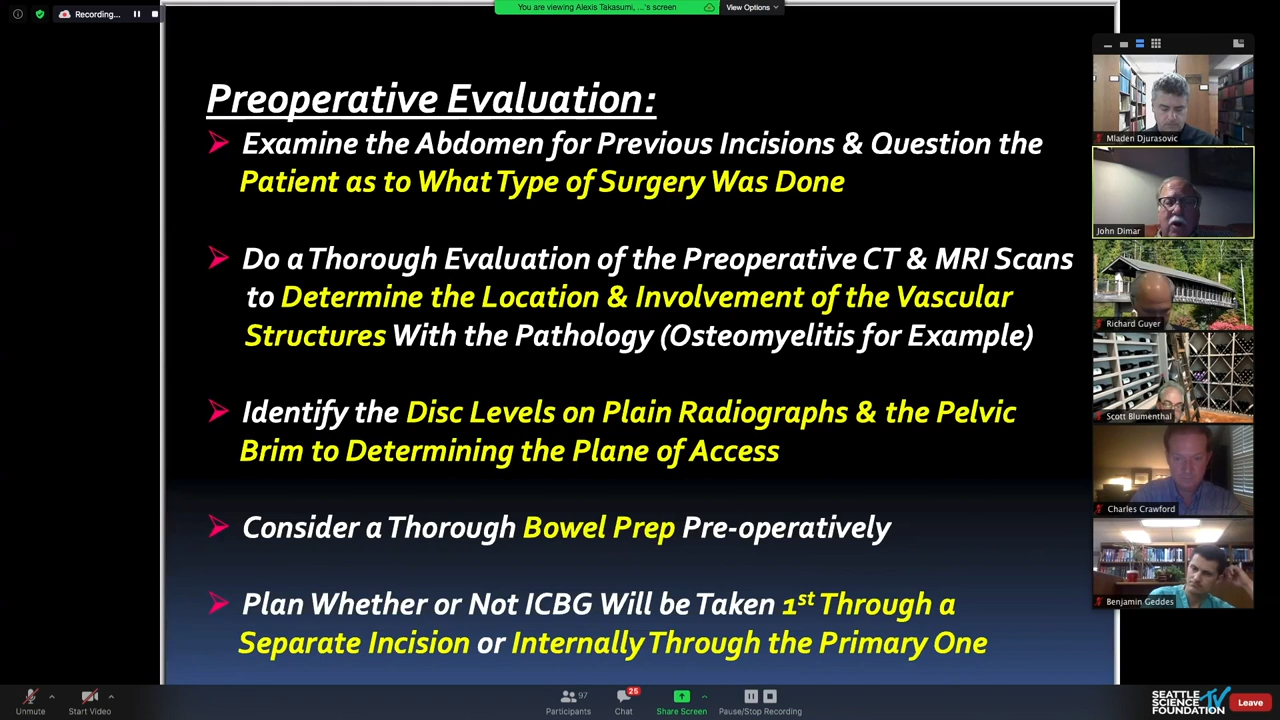 Recording...
You are viewing Alexis Takasumi, ...'s screen
View Options
Preoperative Evaluation:
Examine the Abdomen for Previous Incisions & Question the
Patient as to What Type of Surgery Was Done
Do a Thorough Evaluation of the Preoperative CT & MRI Scans
to Determine the Location & Involvement of the Vascular
Structures With the Pathology (Osteomyelitis for Example)
Identify the Disc Levels on Plain Radiographs & the Pelvic
Brim to Determining the Plane of Access
Consider a Thorough Bowel Prep Pre-operatively
Plan Whether or Not ICBG Will be Taken 1st Through a
Separate Incision or Internally Through the Primary One
Mladen Djurasovic
John Dimar
Richard Guyer
Scott Blumenthal
Charles Crawford
Benjamin Geddes
Unmute
Start Video
97
Participants
25
Chat
Share Screen
Pause/Stop Recording
SEATTLE
SCIENCE TV
FOUNDATION
Leave